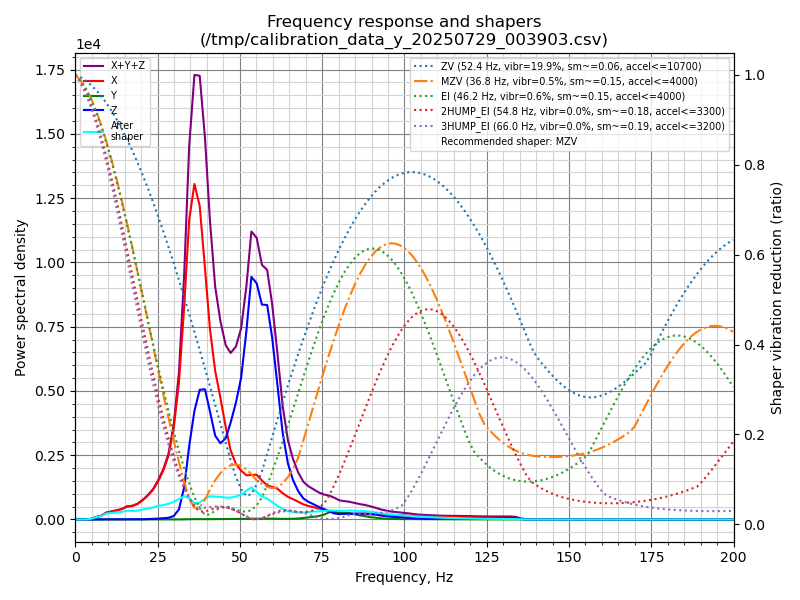 Frequency response and shapers
(/tmp/calibration_data_y_20250729_003903.csv)
1e4
X+Y+Z
X
Y
Z
After
shaper
ZV (52.4 Hz, vibr=19.9%, sm~=0.06, accel<=10700)
MZV (36.8 Hz, vibr=0.5%, sm~=0.15, accel<=4000)
EI (46.2 Hz, vibr=0.6%, sm~=0.15, accel<=4000)
2HUMP_EI (54.8 Hz, vibr=0.0%, sm~=0.18, accel<=3300)
3HUMP_EI (66.0 Hz, vibr=0.0%, sm~=0.19, accel<=3200)
Recommended shaper: MZV
Power spectral density
1.75
1.50
1.25
1.00
0.75
0.50
0.25
0.00
1.0
0.8
0.6
0.4
0.2
0.0
Shaper vibration reduction (ratio)
0 25 50 75 100 125 150 175 200
Frequency, Hz